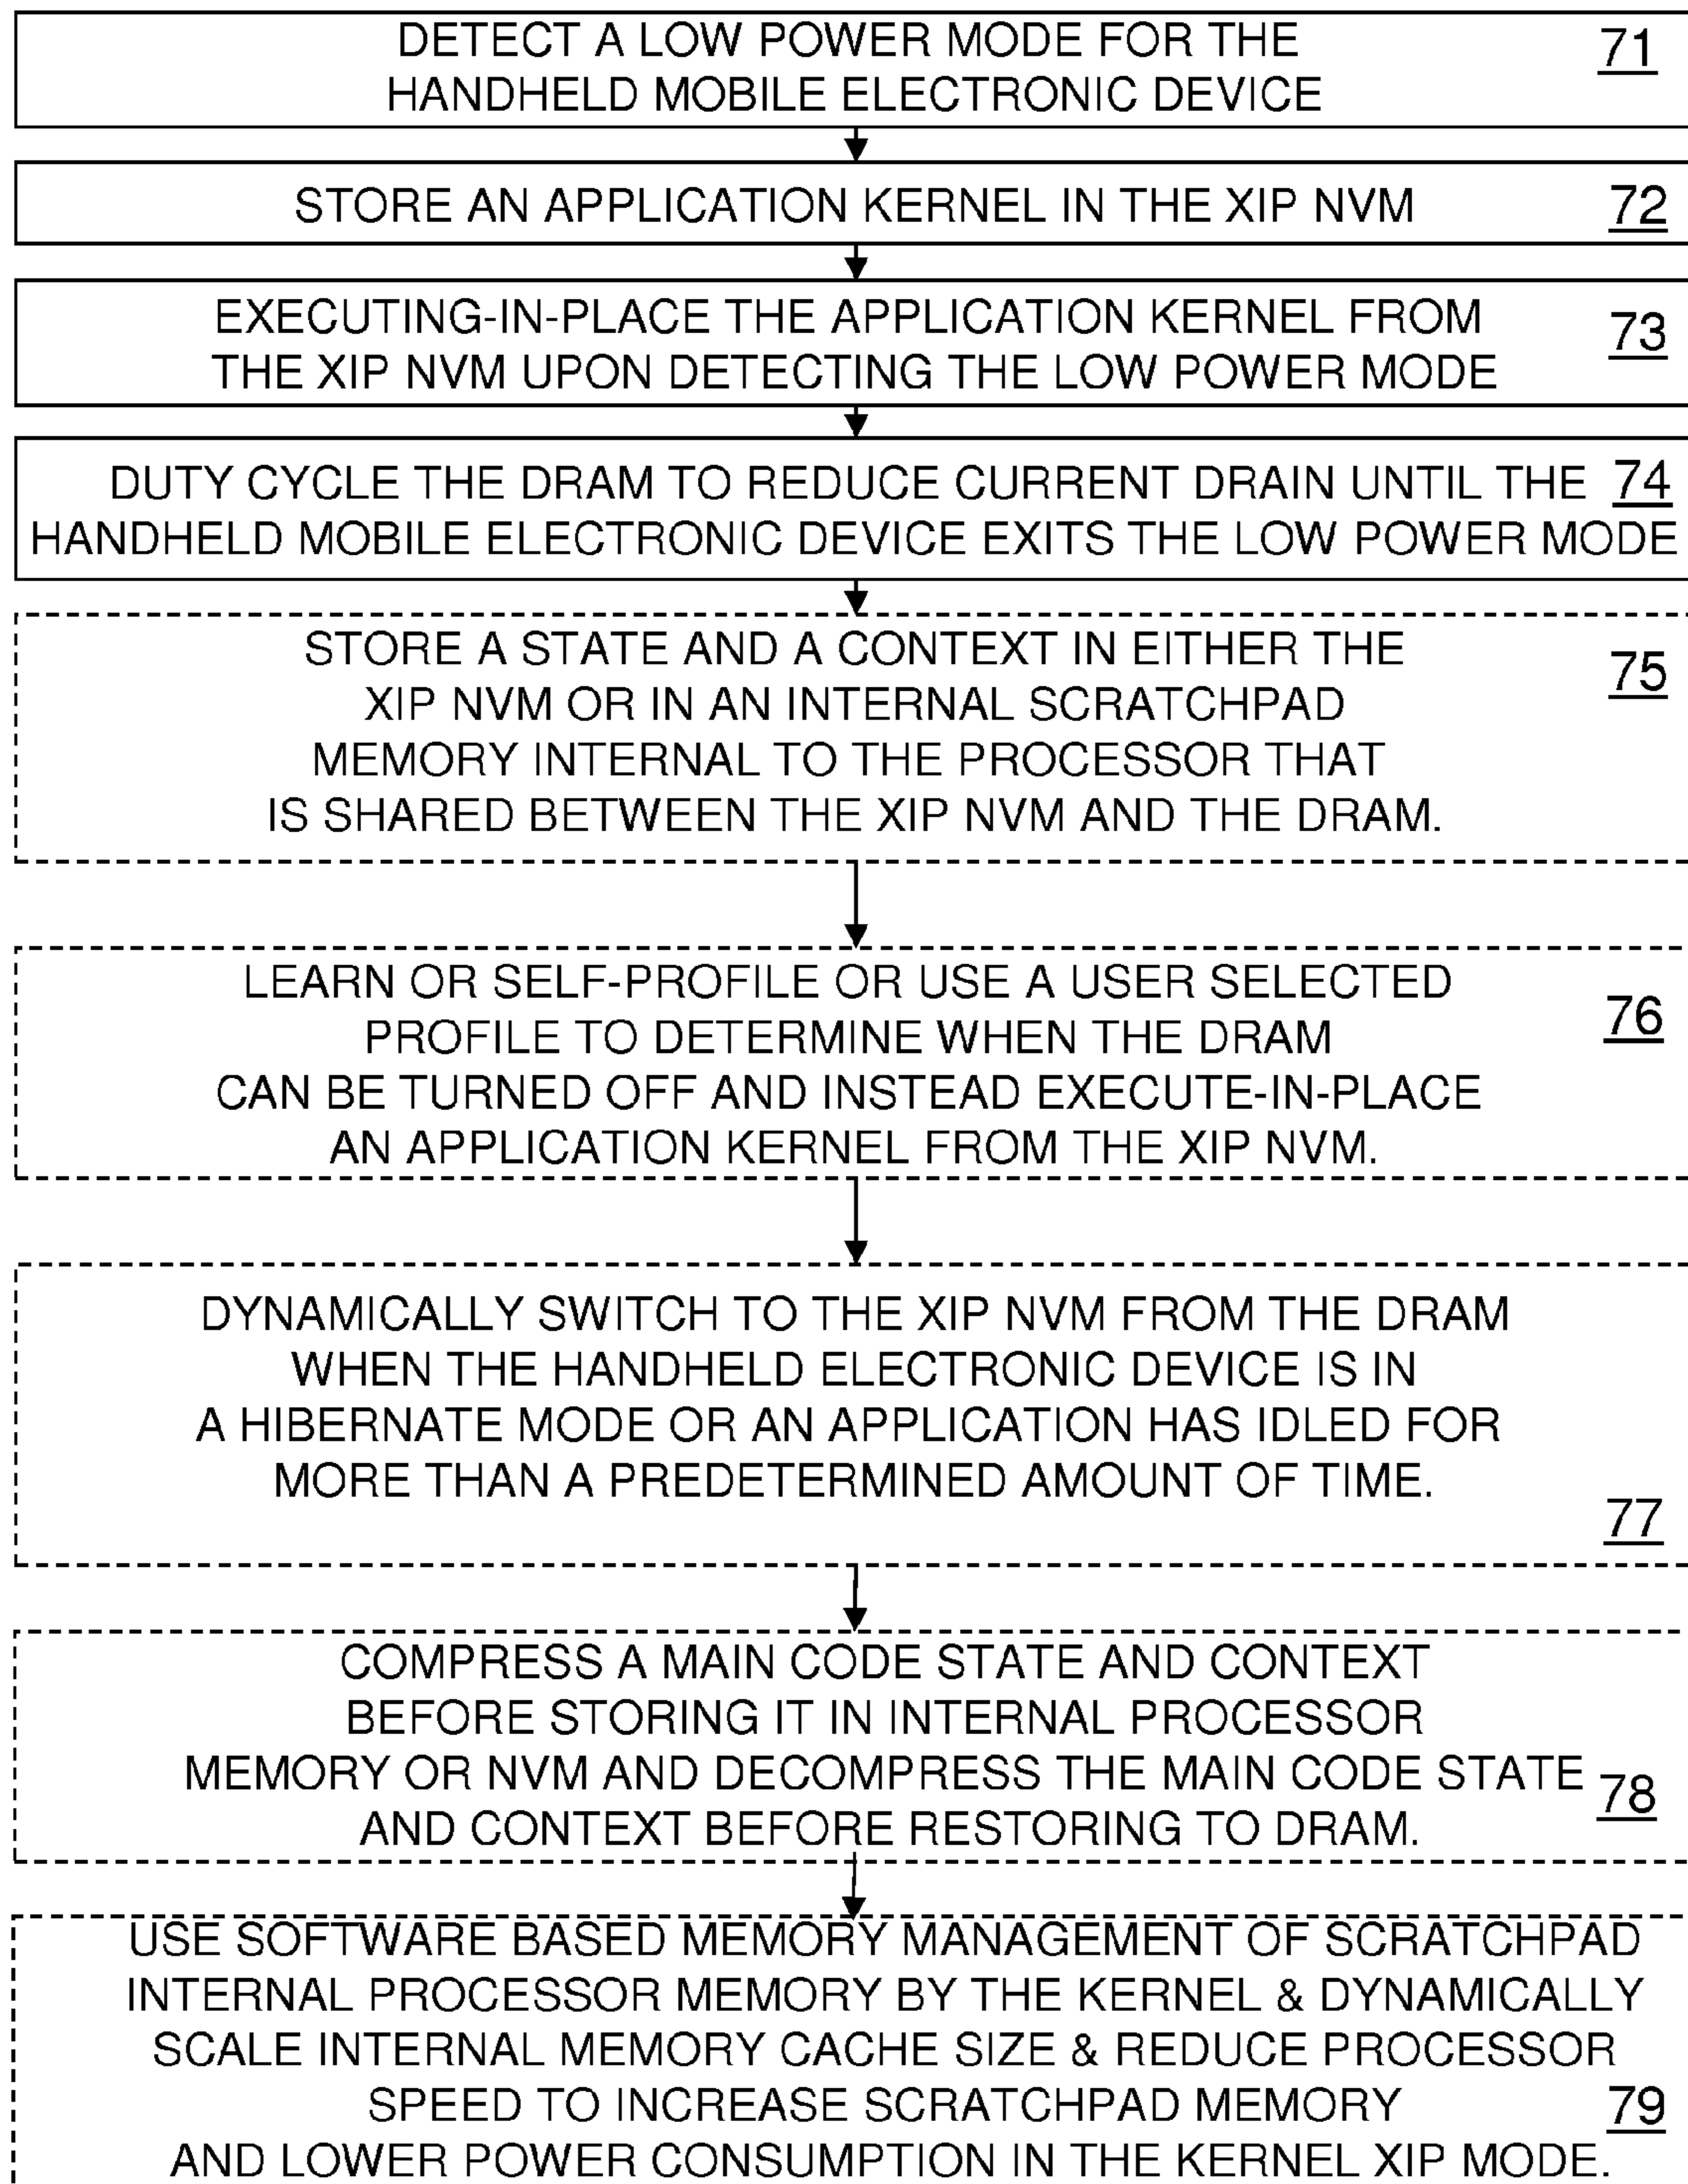 DETECT A LOW POWER MODE FOR THE 71
HANDHELD MOBILE ELECTRONIC DEVICE
STORE AN APPLICATION KERNEL IN THE XIP NVM 72
EXECUTING-IN-PLACE THE APPLICATION KERNEL FROM 73
THE XIP NVM UPON DETECTING THE LOW POWER MODE
DUTY CYCLE THE DRAM TO REDUCE CURRENT DRAIN UNTIL THE 74
HANDHELD MOBILE ELECTRONIC DEVICE EXITS THE LOW POWER MODE
STORE A STATE AND A CONTEXT IN EITHER THE
75
XIP NVM OR IN AN INTERNAL SCRATCHPAD
MEMORY INTERNAL TO THE PROCESSOR THAT
IS SHARED BETWEEN THE XIP NVM AND THE DRAM.
LEARN OR SELF-PROFILE OR USE A USER SELECTED
76
PROFILE TO DETERMINE WHEN THE DRAM
CAN BE TURNED OFF AND INSTEAD EXECUTE-IN-PLACE
AN APPLICATION KERNEL FROM THE XIP NVM.
DYNAMICALLY SWITCH TO THE XIP NVM FROM THE DRAM
WHEN THE HANDHELD ELECTRONIC DEVICE IS IN
A HIBERNATE MODE OR AN APPLICATION HAS IDLED FOR
MORE THAN A PREDETERMINED AMOUNT OF TIME.
77
COMPRESS A MAIN CODE STATE AND CONTEXT
BEFORE STORING IT IN INTERNAL PROCESSOR
MEMORY OR NVM AND DECOMPRESS THE MAIN CODE STATE
78
AND CONTEXT BEFORE RESTORING TO DRAM.
USE SOFTWARE BASED MEMORY MANAGEMENT OF SCRATCHPAD
INTERNAL PROCESSOR MEMORY BY THE KERNEL & DYNAMICALLY
SCALE INTERNAL MEMORY CACHE SIZE & REDUCE PROCESSOR
SPEED TO INCREASE SCRATCHPAD MEMORY 79
AND LOWER POWER CONSUMPTION IN THE KERNEL XIP MODE.